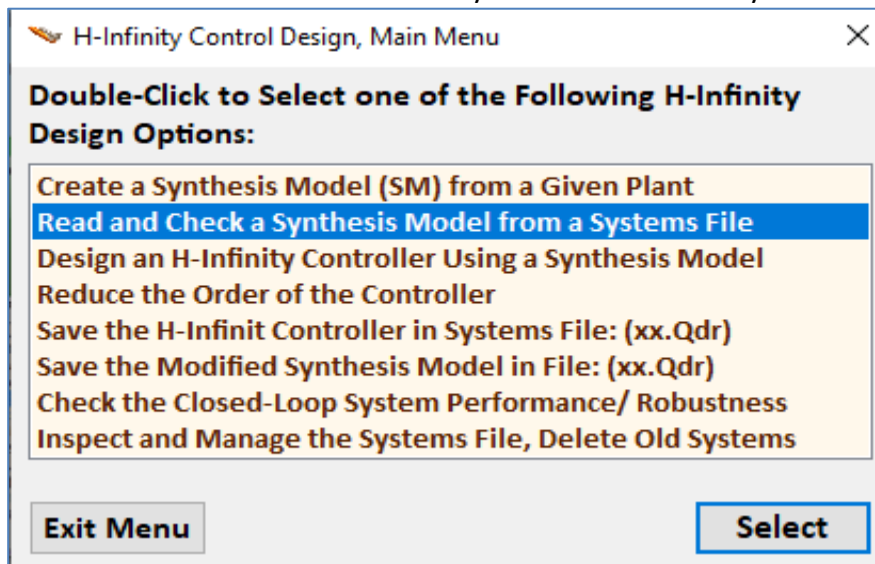 H-Infinity Control Design, Main Menu
Double-Click to Select one of the Following H-Infinity
Design Options:
Create a Synthesis Model (SM) from a Given Plant
Read and Check a Synthesis Model from a Systems File
Design an H-Infinity Controller Using a Synthesis Model
Reduce the Order of the Controller
Save the H-Infinit Controller in Systems File: (xx.Qdr)
Save the Modified Synthesis Model in File: (xx.Qdr)
Check the Closed-Loop System Performance/ Robustness
Inspect and Manage the Systems File, Delete Old Systems
Exit Menu Select